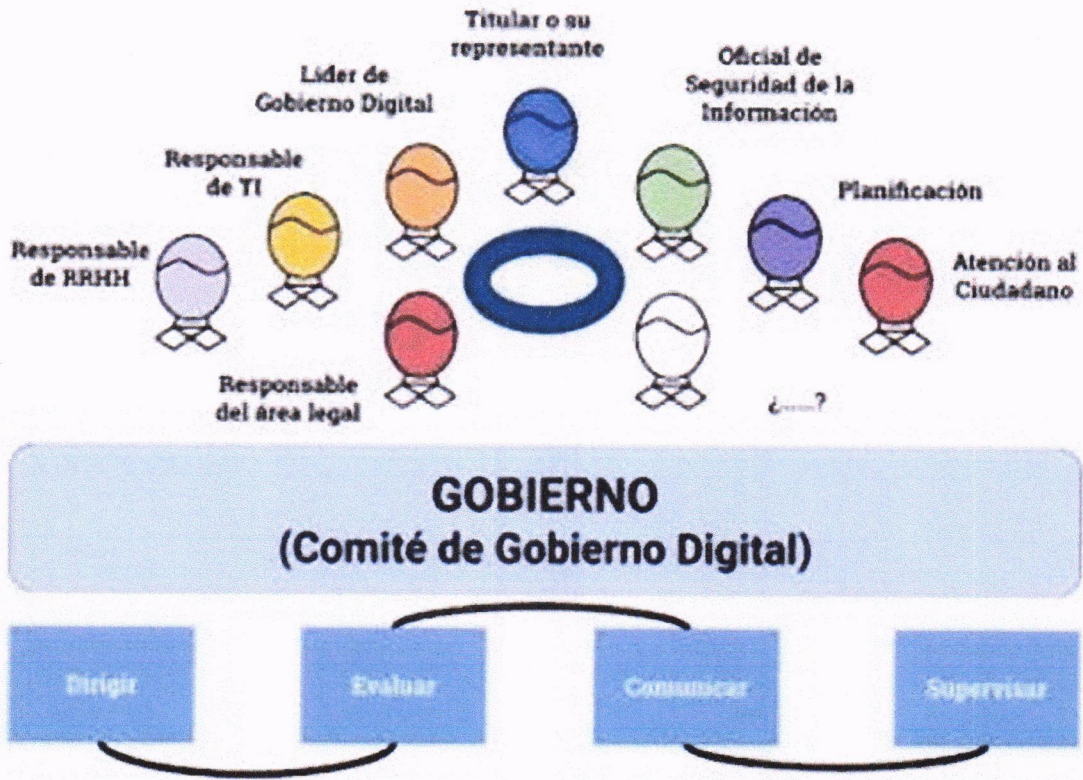 Titular o su
representante
Líder de
Gobierno Digital
Oficial de
Seguridad de la
Información
Responsable
de TI
Planificación
Responsable
de RRHH
Atención al
Ciudadano
Responsable
del área legal
¿......?
GOBIERNO
(Comité de Gobierno Digital)
Dirigir
Evaluar
Comunicar
Supervisar